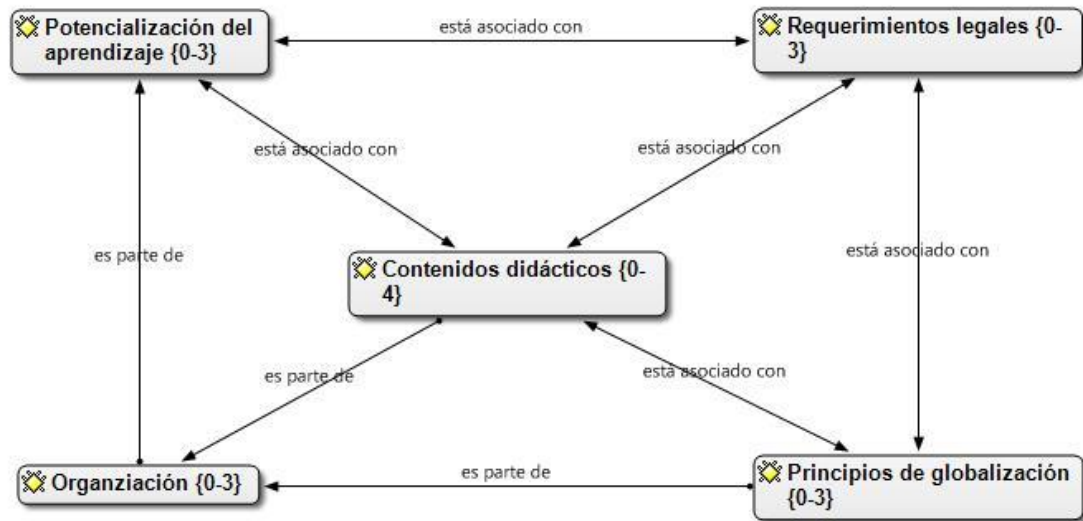 Potencialización del
aprendizaje {0-3}
está asociado con
Requerimientos legales {0-
3}
está asociado con
está asociado con
es parte de
está asociado con
Contenidos didácticos {0-
4}
es parte de
está asociado con
Organziación {0-3}
es parte de
Principios de globalización
{0-3}